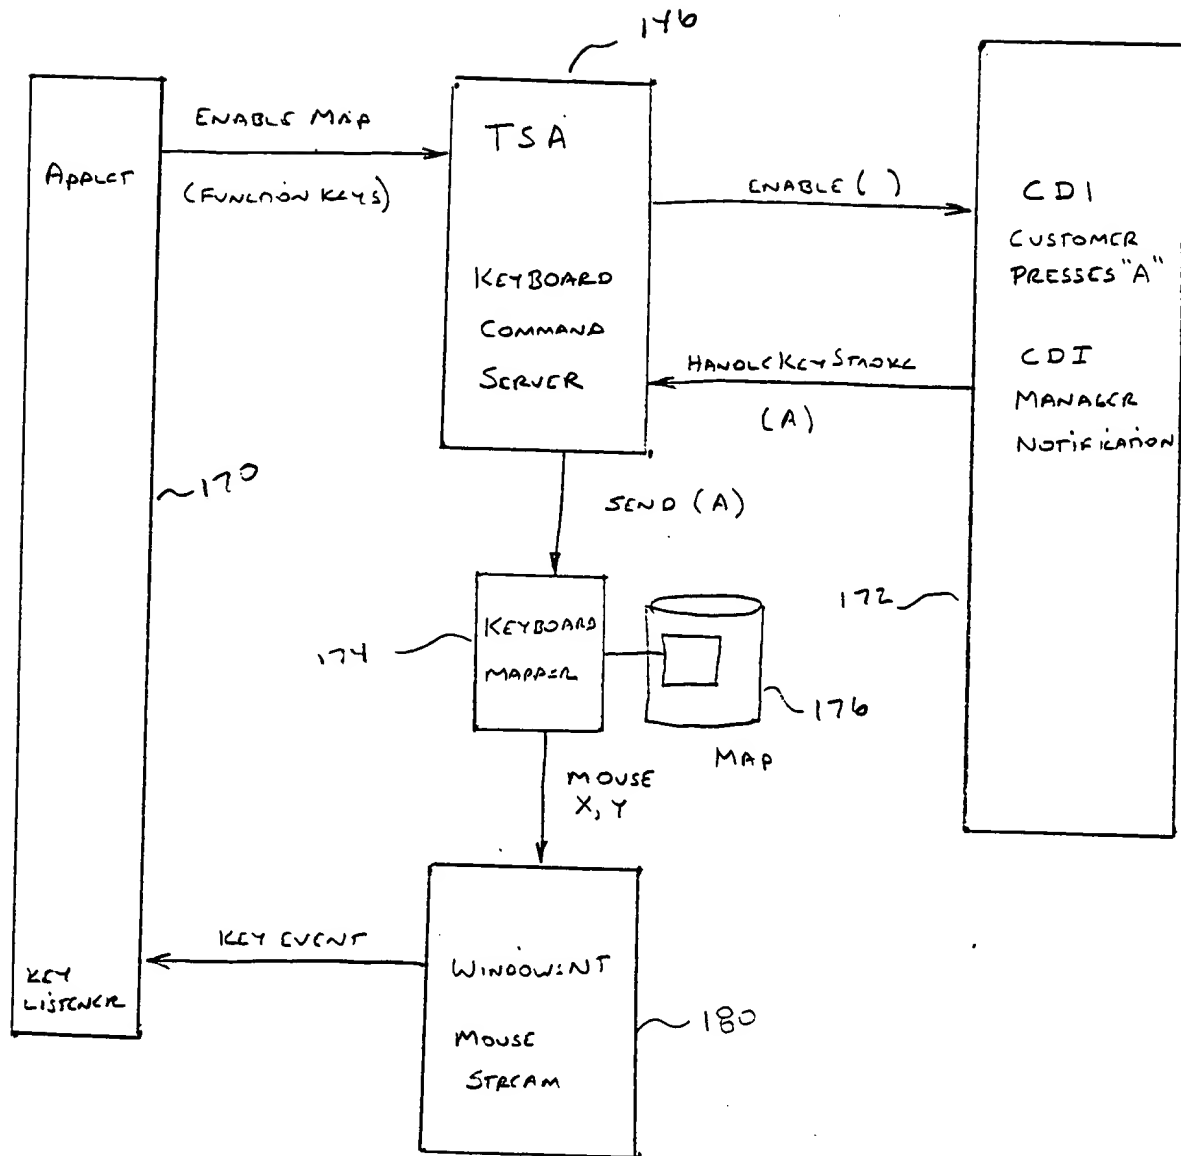 146
ENABLE MAP
(FUNCTION KEYS)
APPLET
TSA
KEYBOARD
COMMAND
SERVER
ENABLE ( )
CDI
CUSTOMER
PRESSES "A"
HANDLE KEY STROKE
(A)
CDI
MANAGER
NOTIFICATION
170
SEND (A)
172
KEYBOARD
MAPPER
174
176
MAP
MOUSE
X, Y
KEY EVENT
KEY
LISTENER
WINDOWS NT
MOUSE
STREAM
180